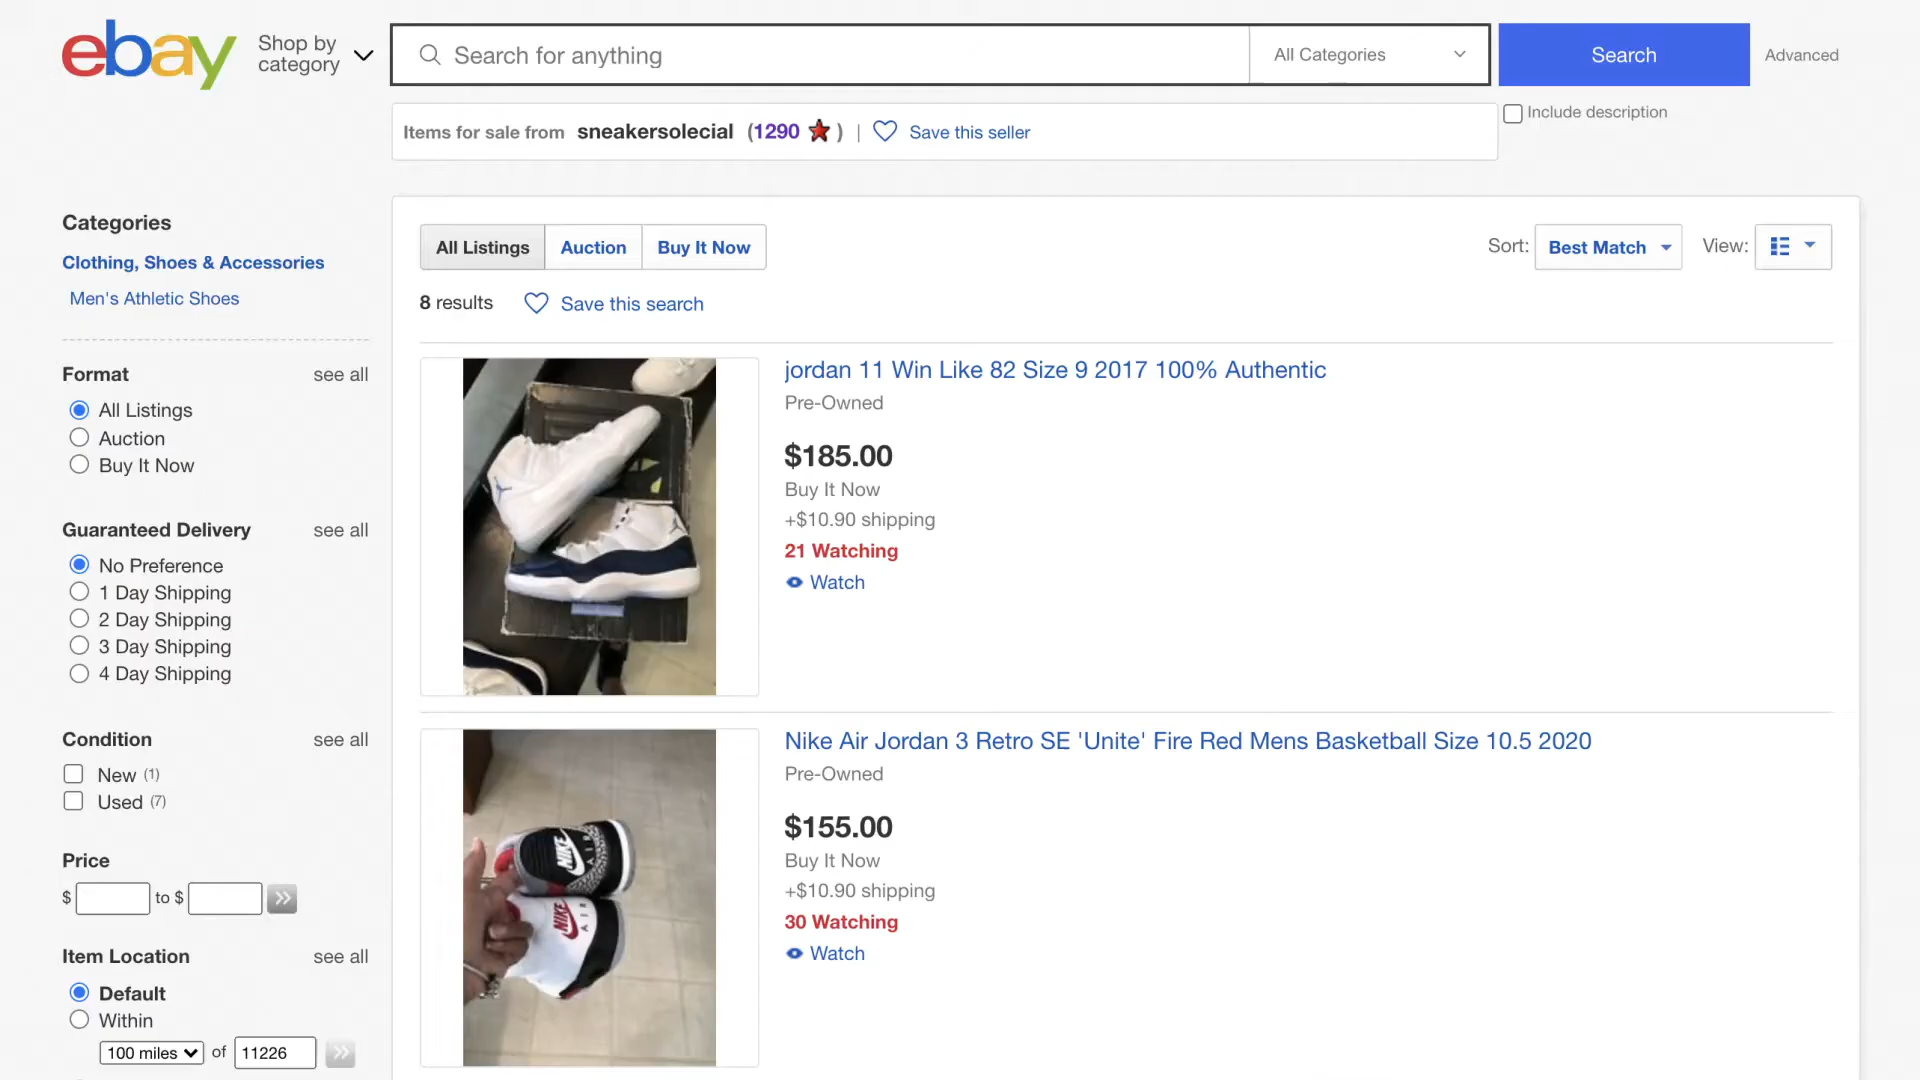 ebay
Shop by
category
Search for anything
All Categories
Search
Advanced
Items for sale from sneakersolecial (1290 ) | Save this seller
Include description
Categories
Clothing, Shoes & Accessories
Men's Athletic Shoes
Format see all
All Listings
Auction
Buy It Now
Guaranteed Delivery see all
No Preference
1 Day Shipping
2 Day Shipping
3 Day Shipping
4 Day Shipping
Condition see all
New (1)
Used (7)
Price
$ to $
Item Location see all
Default
Within
100 miles of 11226
All Listings Auction Buy It Now
Sort: Best Match View:
8 results Save this search
jordan 11 Win Like 82 Size 9 2017 100% Authentic
Pre-Owned
$185.00
Buy It Now
+$10.90 shipping
21 Watching
Watch
NIKE
AIR
NIKE
AIR
Nike Air Jordan 3 Retro SE 'Unite' Fire Red Mens Basketball Size 10.5 2020
Pre-Owned
$155.00
Buy It Now
+$10.90 shipping
30 Watching
Watch